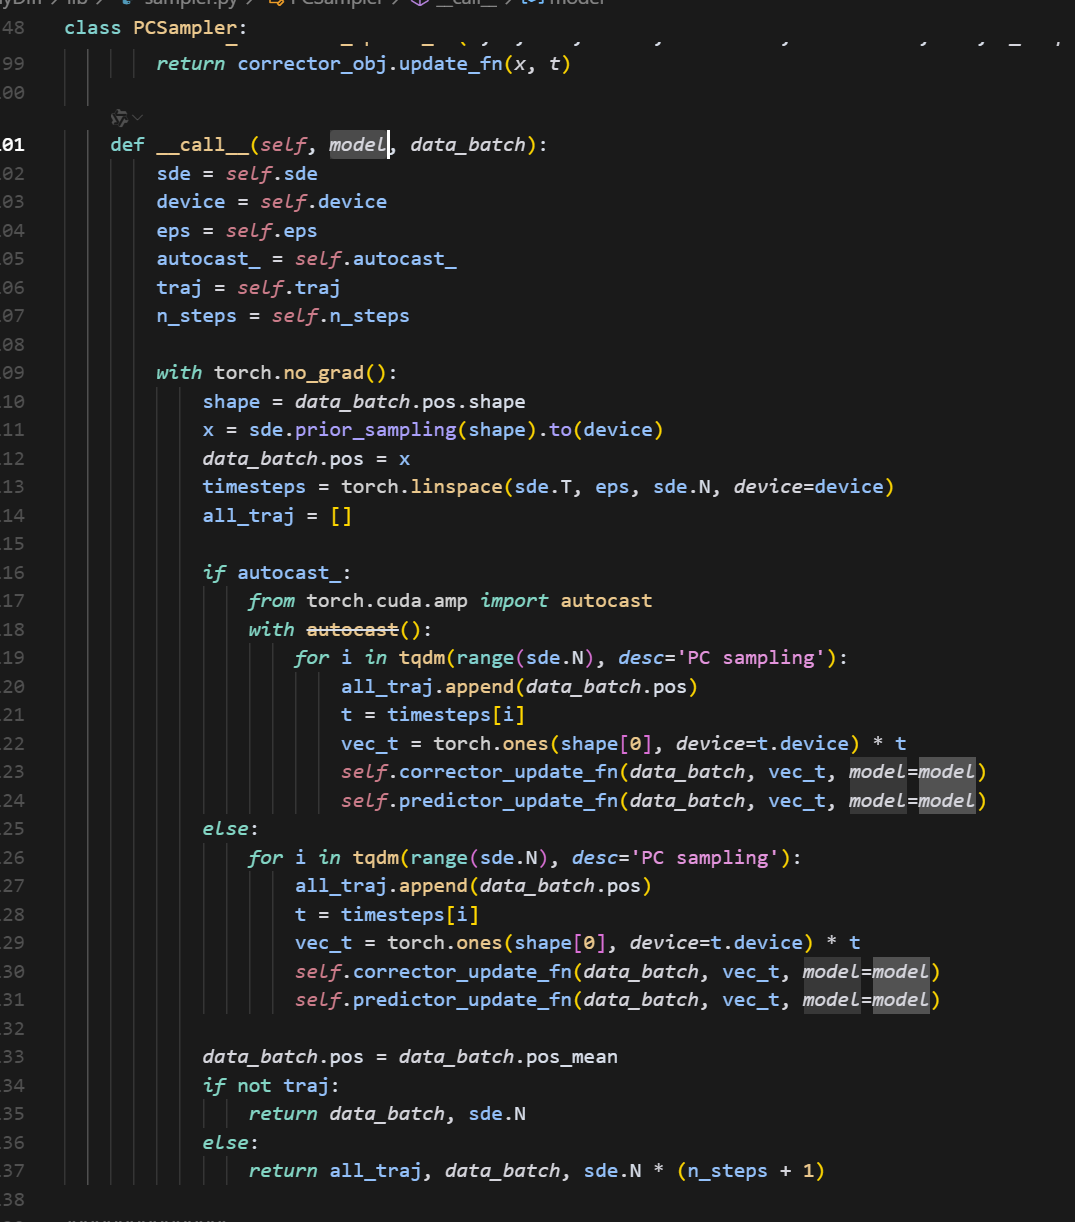 lib > sampler.py > PCSampler > __call__ > model
48 class PCSampler:
99 return corrector_obj.update_fn(x, t)
00
01 def __call__(self, model, data_batch):
02 sde = self.sde
03 device = self.device
04 eps = self.eps
05 autocast_ = self.autocast_
06 traj = self.traj
07 n_steps = self.n_steps
08
09 with torch.no_grad():
10 shape = data_batch.pos.shape
11 x = sde.prior_sampling(shape).to(device)
12 data_batch.pos = x
13 timesteps = torch.linspace(sde.T, eps, sde.N, device=device)
14 all_traj = []
15
16 if autocast_:
17 from torch.cuda.amp import autocast
18 with autocast():
19 for i in tqdm(range(sde.N), desc='PC sampling'):
20 all_traj.append(data_batch.pos)
21 t = timesteps[i]
22 vec_t = torch.ones(shape[0], device=t.device) * t
23 self.corrector_update_fn(data_batch, vec_t, model=model)
24 self.predictor_update_fn(data_batch, vec_t, model=model)
25 else:
26 for i in tqdm(range(sde.N), desc='PC sampling'):
27 all_traj.append(data_batch.pos)
28 t = timesteps[i]
29 vec_t = torch.ones(shape[0], device=t.device) * t
30 self.corrector_update_fn(data_batch, vec_t, model=model)
31 self.predictor_update_fn(data_batch, vec_t, model=model)
32
33 data_batch.pos = data_batch.pos_mean
34 if not traj:
35 return data_batch, sde.N
36 else:
37 return all_traj, data_batch, sde.N * (n_steps + 1)
38